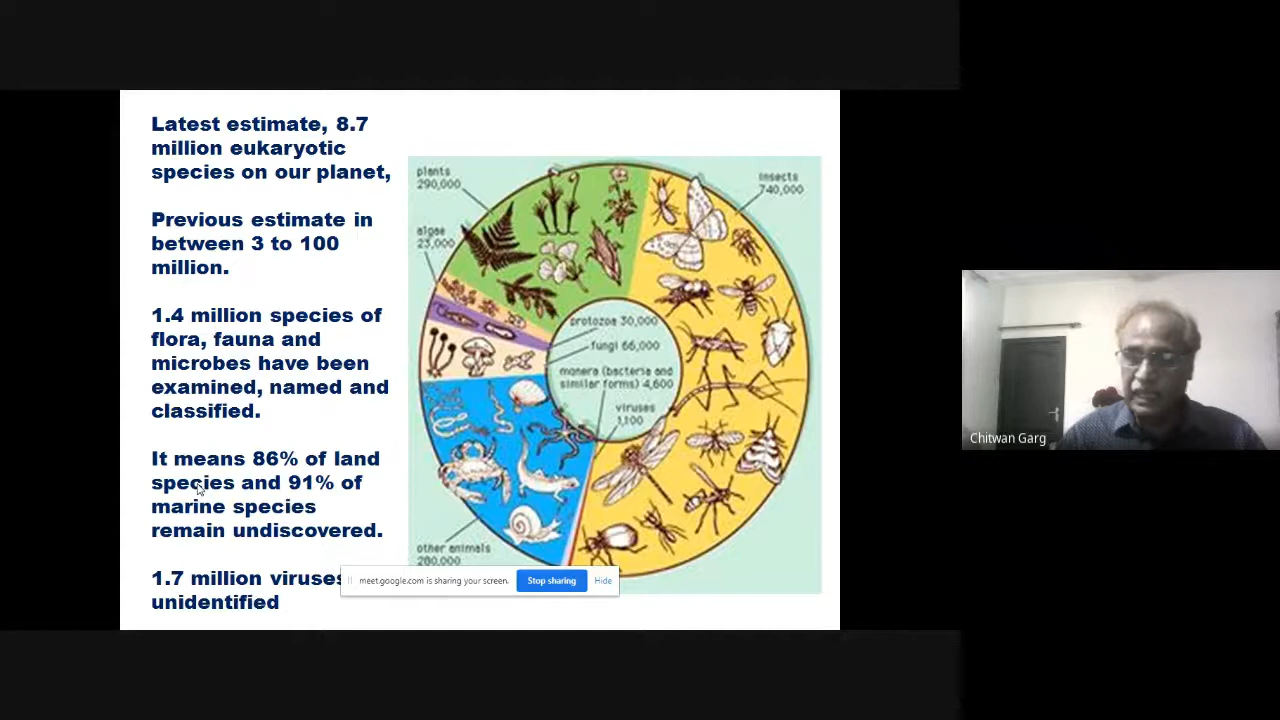 Latest estimate, 8.7
million eukaryotic
species on our planet,
Previous estimate in
between 3 to 100
million.
1.4 million species of
flora, fauna and
microbes have been
examined, named and
classified.
It means 86% of land
species and 91% of
marine species
remain undiscovered.
1.7 million viruses
unidentified
plants
290,000
algae
23,000
insects
740,000
protozoa 30,000
fungi 66,000
monera (bacteria and
similar forms) 4,600
viruses
1,100
other animals
280,000
meet.google.com is sharing your screen.
Stop sharing
Hide
Chitwan Garg